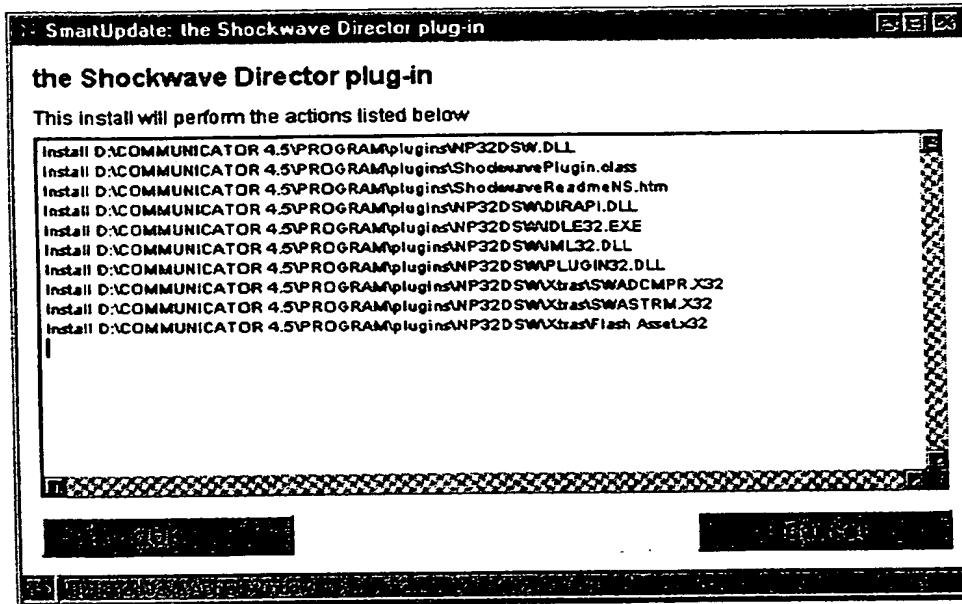 SmartUpdate: the Shockwave Director plug-in
the Shockwave Director plug-in
This install will perform the actions listed below
Install D:\COMMUNICATOR 4.5\PROGRAM\plugins\NP32DSW.DLL
Install D:\COMMUNICATOR 4.5\PROGRAM\plugins\ShockwavePlugin.class
Install D:\COMMUNICATOR 4.5\PROGRAM\plugins\ShockwaveReadmeNS.htm
Install D:\COMMUNICATOR 4.5\PROGRAM\plugins\NP32DSW\DIRAPI.DLL
Install D:\COMMUNICATOR 4.5\PROGRAM\plugins\NP32DSW\IDLE32.EXE
Install D:\COMMUNICATOR 4.5\PROGRAM\plugins\NP32DSW\IML32.DLL
Install D:\COMMUNICATOR 4.5\PROGRAM\plugins\NP32DSW\PLUGIN32.DLL
Install D:\COMMUNICATOR 4.5\PROGRAM\plugins\NP32DSW\Xtras\SWADCMPR.X32
Install D:\COMMUNICATOR 4.5\PROGRAM\plugins\NP32DSW\Xtras\SWASTRM.X32
Install D:\COMMUNICATOR 4.5\PROGRAM\plugins\NP32DSW\Xtras\Flash Asset.x32